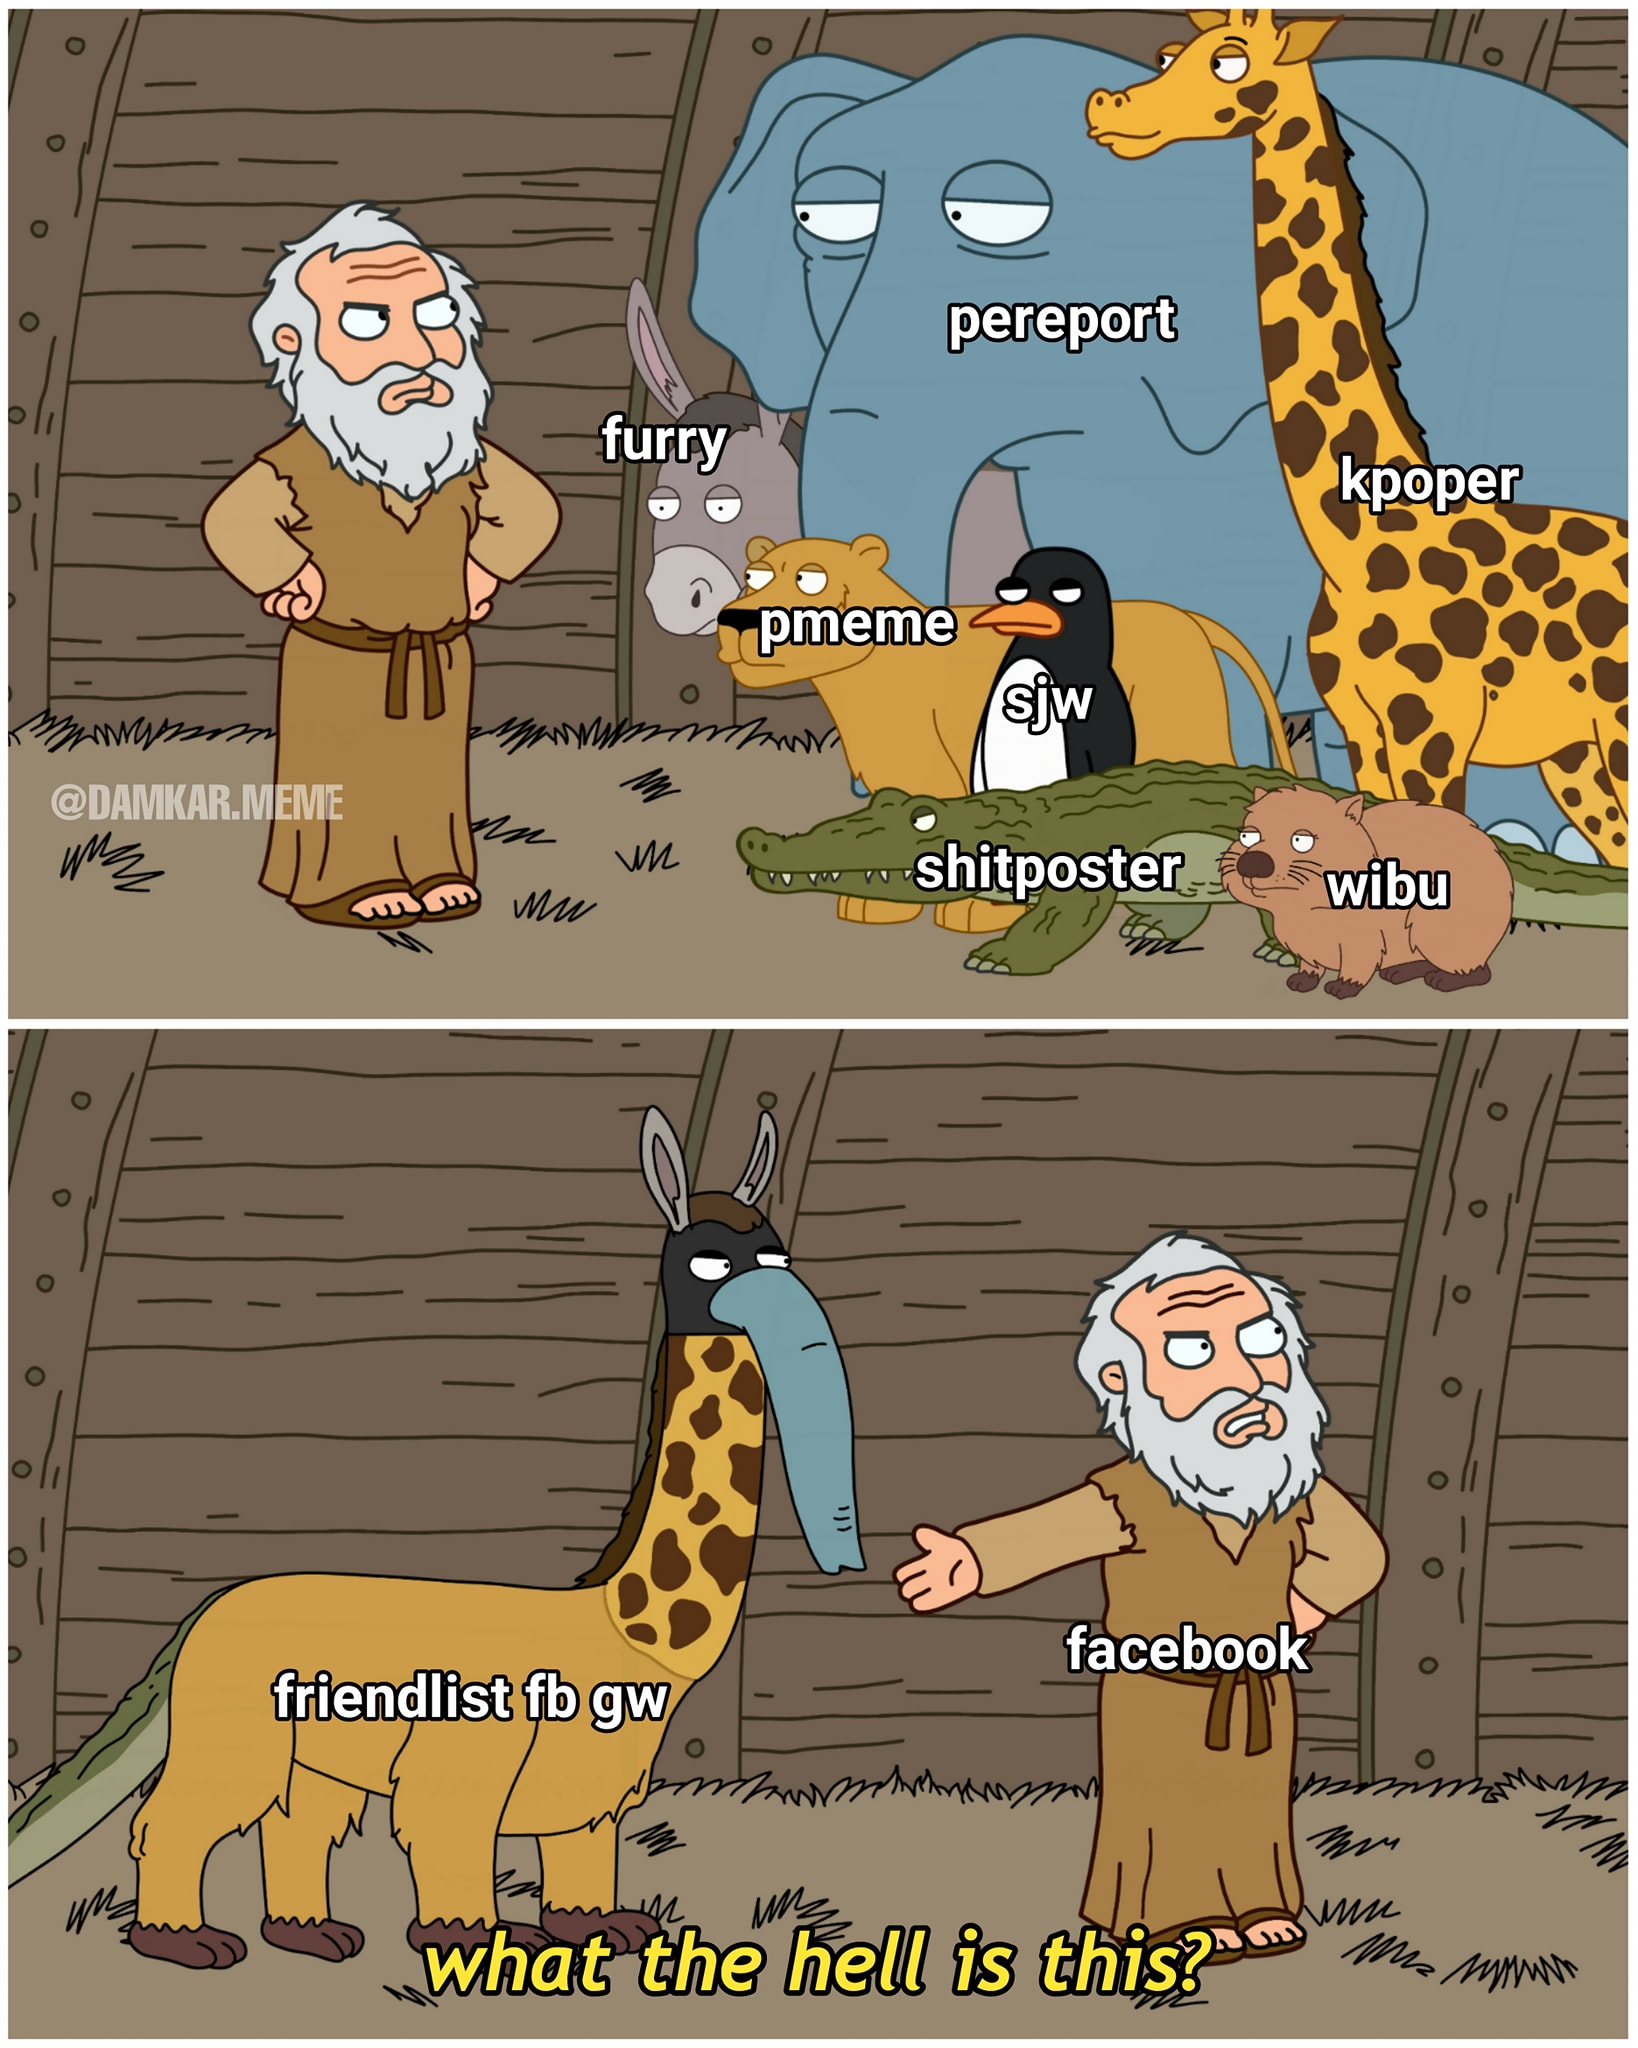 pereport
furry
kpoper
pmeme
sjw
@DAMKAR.MEME
shitposter
wibu
facebook
friendlist fb gw
what the hell is this?